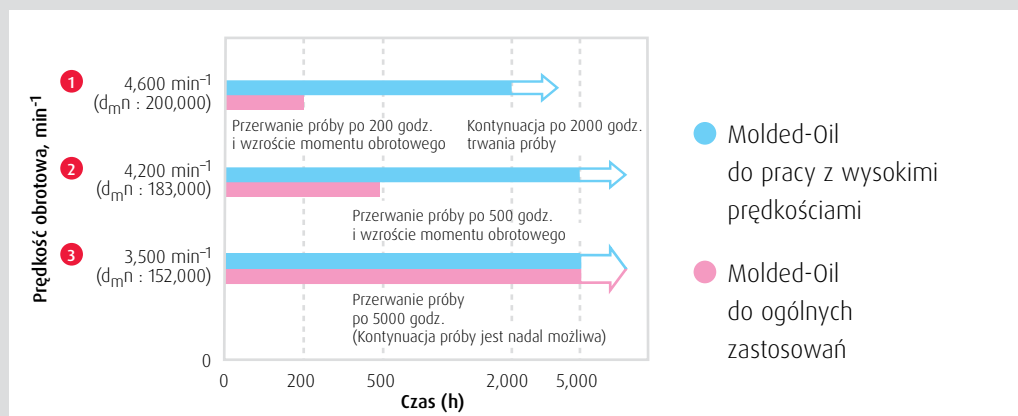 Prędkość obrotowa, min-1
1
4,600 min–1
(dmn : 200,000)
Przerwanie próby po 200 godz.
i wzroście momentu obrotowego
Kontynuacja po 2000 godz.
trwania próby
2
4,200 min–1
(dmn : 183,000)
Przerwanie próby po 500 godz.
i wzroście momentu obrotowego
3
3,500 min–1
(dmn : 152,000)
Przerwanie próby
po 5000 godz.
(Kontynuacja próby jest nadal możliwa)
0
0
200
500
2,000
5,000
Czas (h)
Molded-Oil
do pracy z wysokimi
prędkościami
Molded-Oil
do ogólnych
zastosowań